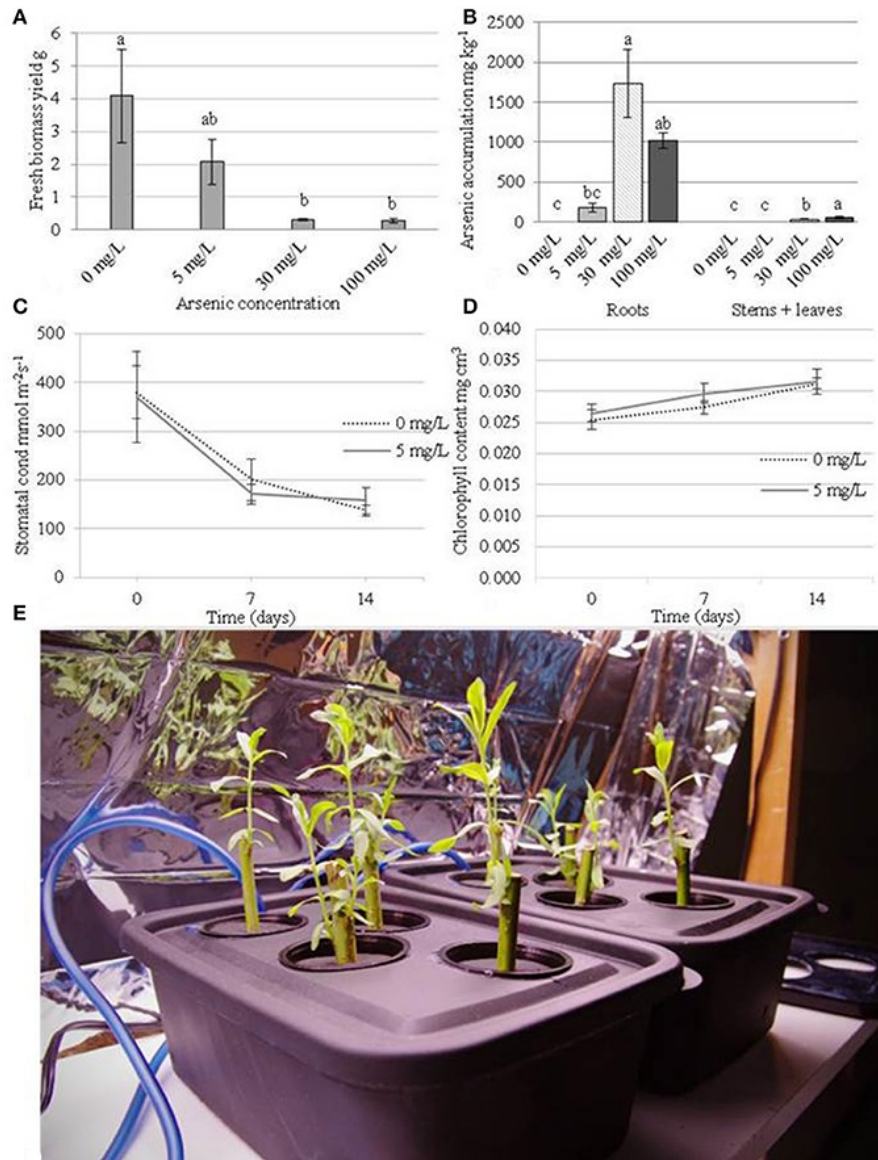 A
Fresh biomass yield g
6
5
4
3
2
1
0
a
ab
b
b
0 mg/L
5 mg/L
30 mg/L
100 mg/L
Arsenic concentration
B
Arsenic accumulation mg kg-1
2500
2000
1500
1000
500
0
c
bc
a
ab
c
c
b
a
0 mg/L
5 mg/L
30 mg/L
100 mg/L
0 mg/L
5 mg/L
30 mg/L
100 mg/L
Roots
Stems + leaves
C
Stomatal cond mmol m-2s-1
500
400
300
200
100
0
0 mg/L
5 mg/L
0
7
14
Time (days)
D
Chlorophyll content mg cm3
0.040
0.035
0.030
0.025
0.020
0.015
0.010
0.005
0.000
0 mg/L
5 mg/L
0
7
14
Time (days)
E